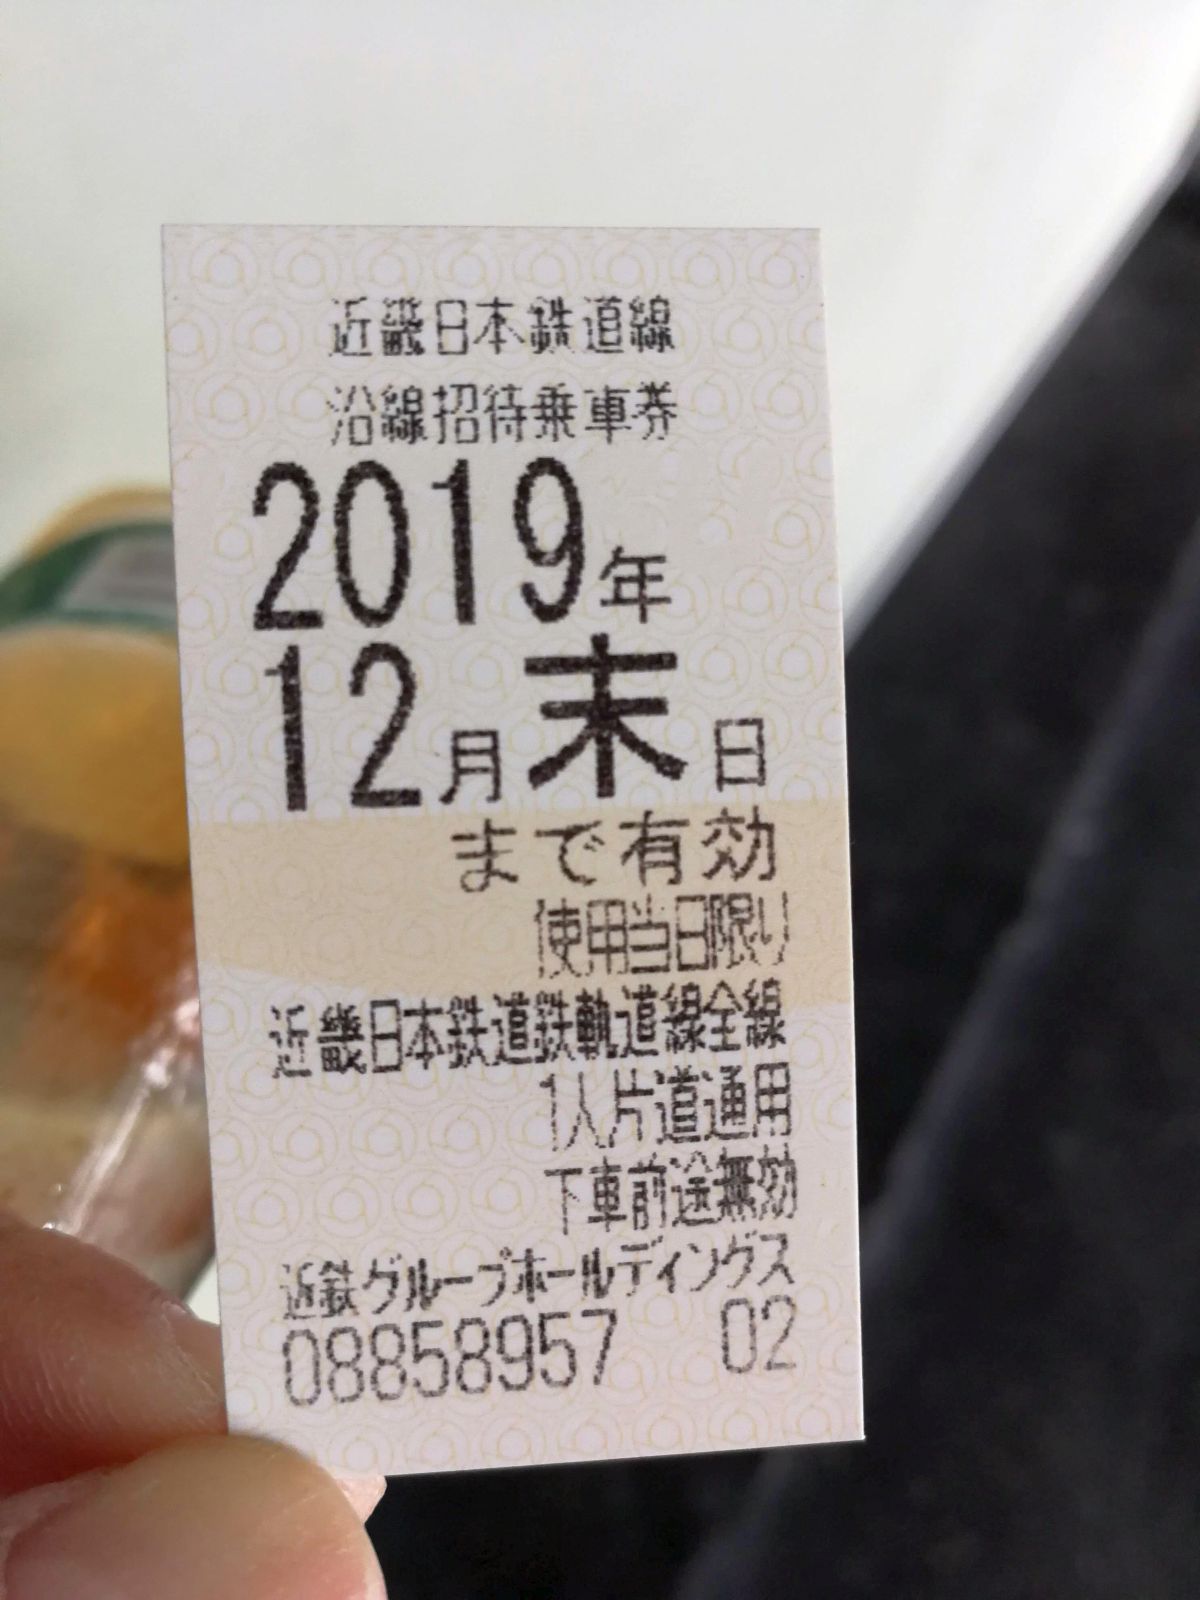 近畿日本鉄道線
沿線招待乗車券
2019年
12月末日
まで有効
使用当日限り
近畿日本鉄道鉄軌道線全線
1人片道通用
下車前途無効
近鉄グループホールディングス
08858957 02